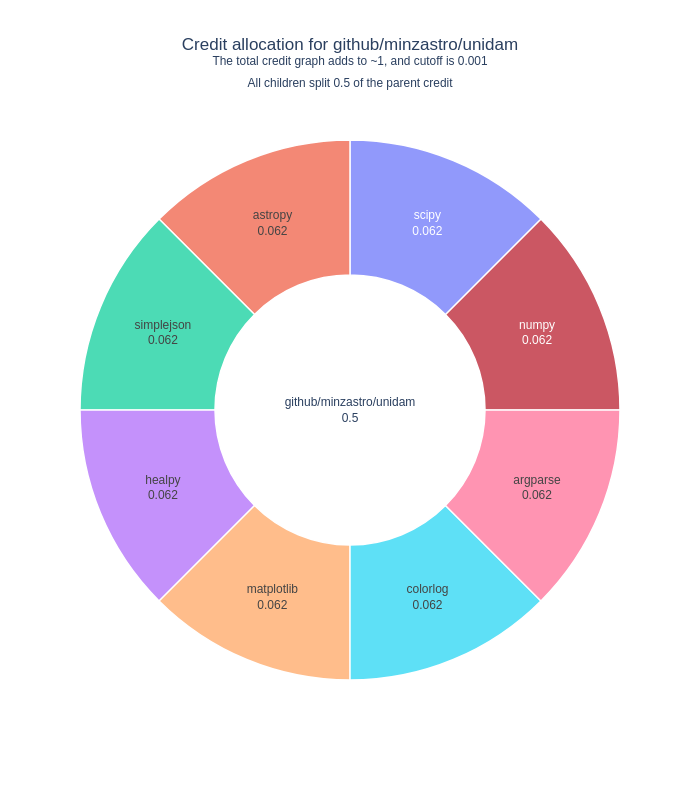 Credit allocation for github/minzastro/unidam
The total credit graph adds to ~1, and cutoff is 0.001
All children split 0.5 of the parent credit
astropy
0.062
scipy
0.062
simplejson
0.062
numpy
0.062
github/minzastro/unidam
0.5
healpy
0.062
argparse
0.062
matplotlib
0.062
colorlog
0.062